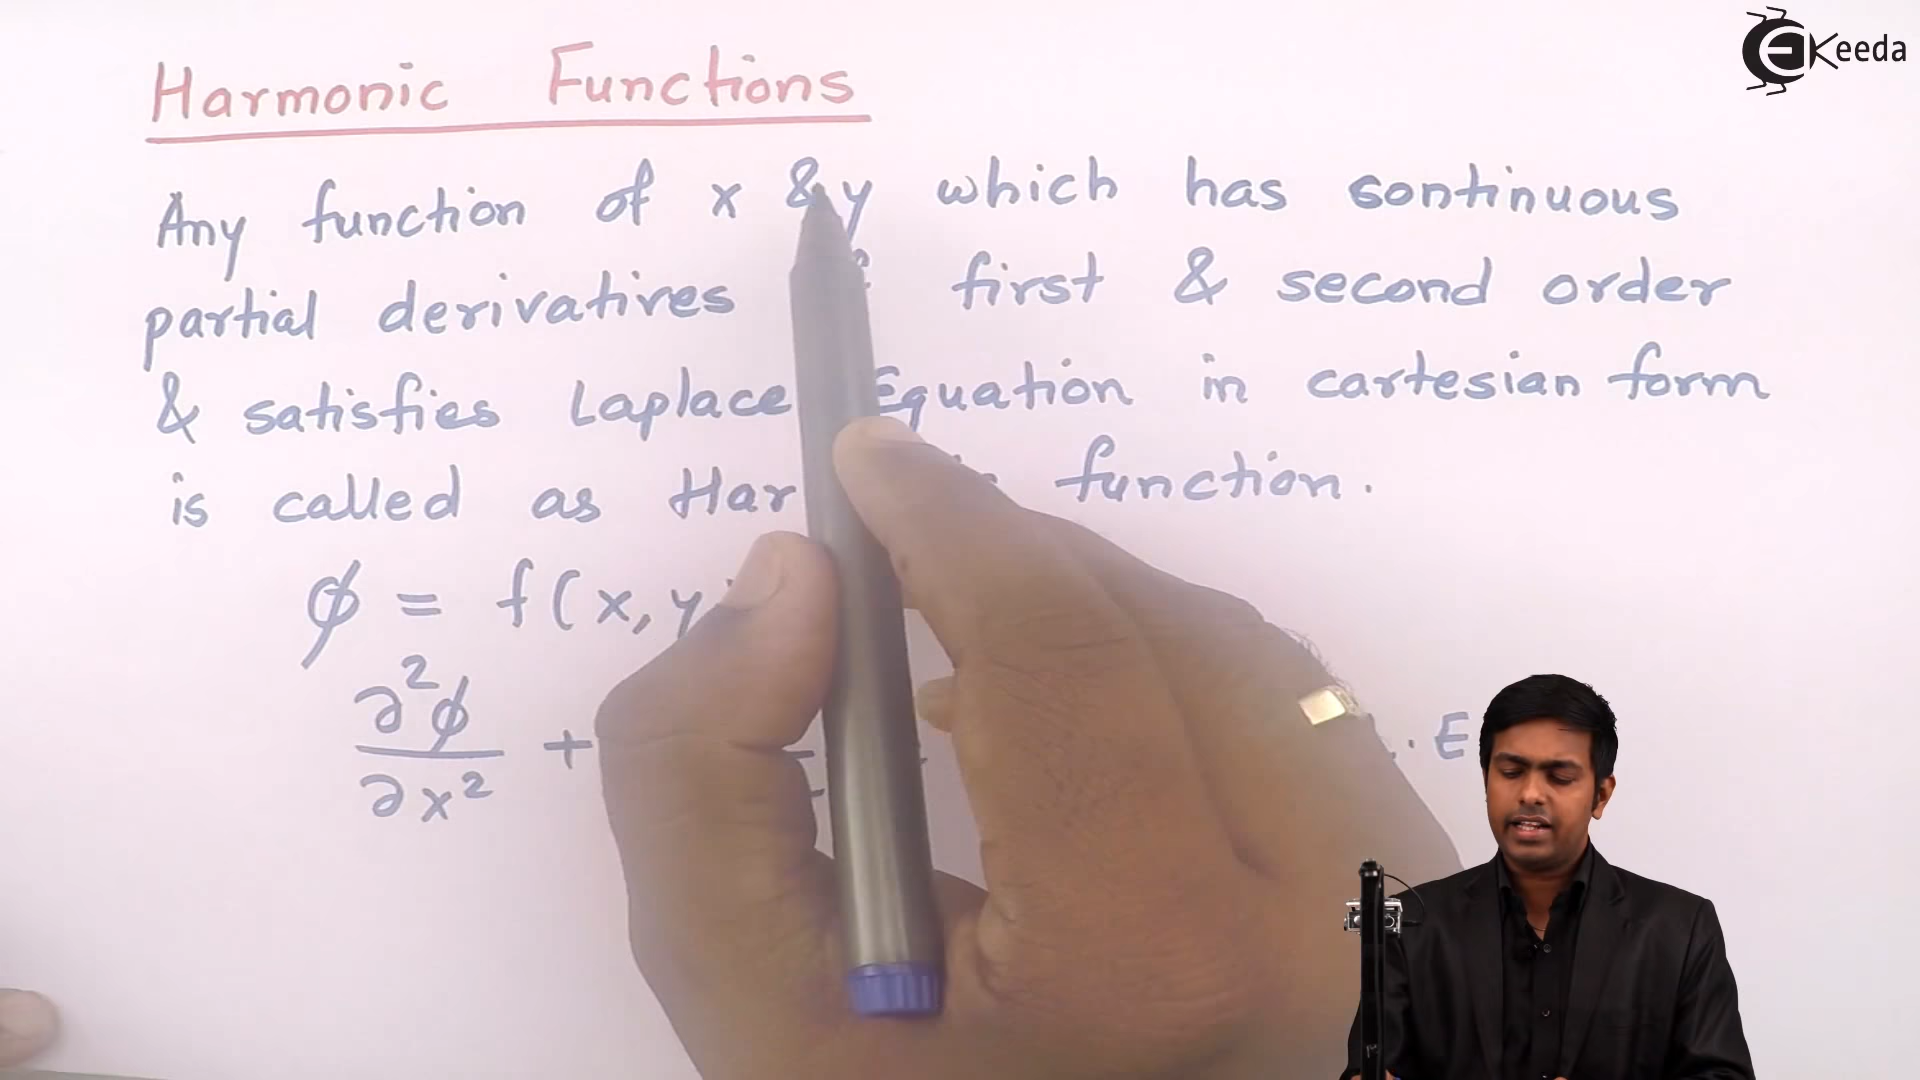 EKeeda
Harmonic Functions
Any function of x & y which has sontinuous
partial derivatives first & second order
& satisfies Laplace Equation in cartesian form
is called as Har function.
φ = f(x, y
∂²φ
∂x² +
. E